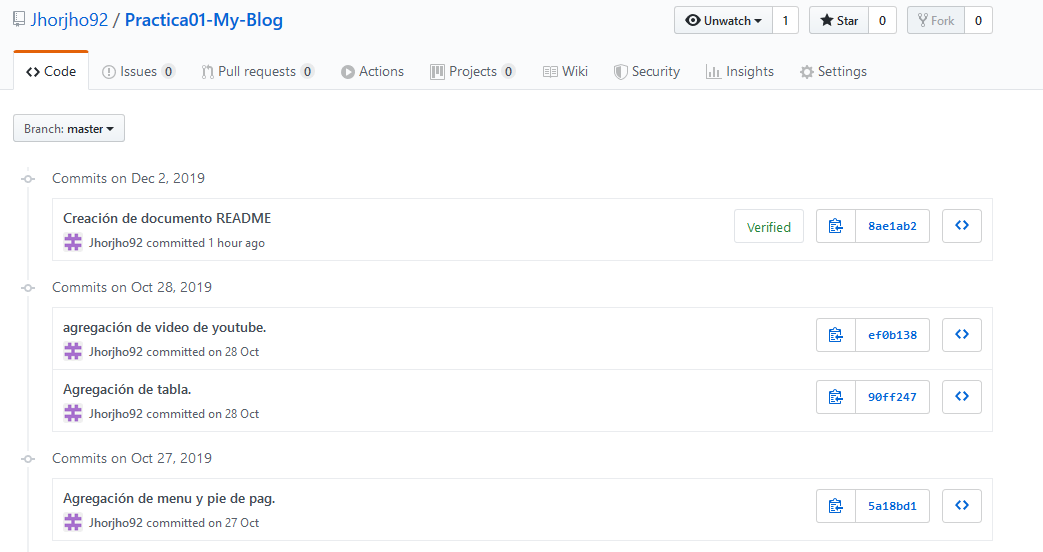 Jhorjho92 / Practica01-My-Blog
Unwatch 1 Star 0 Fork 0
Code Issues 0 Pull requests 0 Actions Projects 0 Wiki Security Insights Settings
Branch: master
Commits on Dec 2, 2019
Creación de documento README
Jhorjho92 committed 1 hour ago
Verified 8ae1ab2
Commits on Oct 28, 2019
agregación de video de youtube.
Jhorjho92 committed on 28 Oct
ef0b138
Agregación de tabla.
Jhorjho92 committed on 28 Oct
90ff247
Commits on Oct 27, 2019
Agregación de menu y pie de pag.
Jhorjho92 committed on 27 Oct
5a18bd1